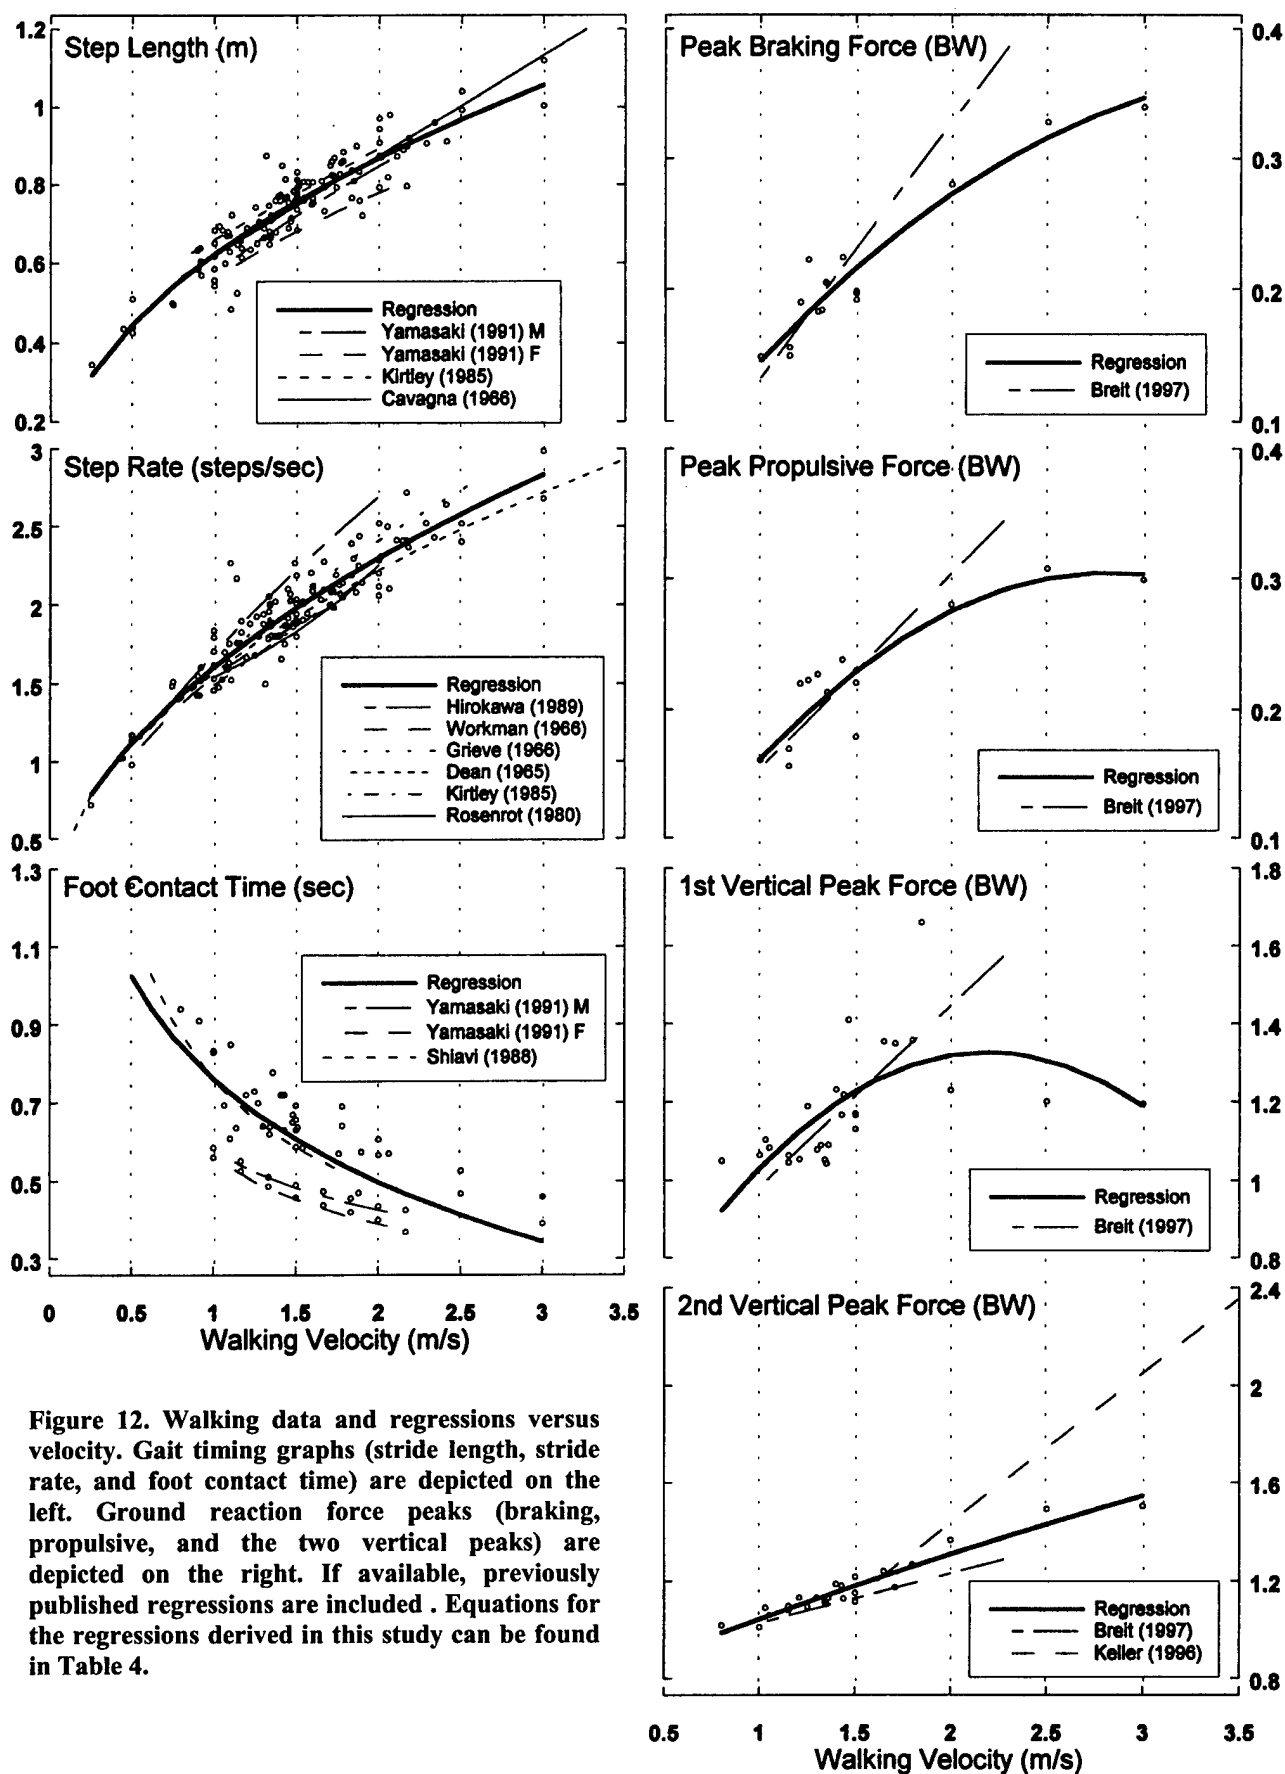 Step Length (m)
1.2
1
0.8
0.6
0.4
0.2
Regression
Yamasaki (1991) M
Yamasaki (1991) F
Kirtley (1985)
Cavagna (1966)
Step Rate (steps/sec)
3
2.5
2
1.5
1
0.5
Regression
Hirokawa (1989)
Workman (1966)
Grieve (1966)
Dean (1965)
Kirtley (1985)
Rosenrot (1980)
Foot Contact Time (sec)
1.3
1.1
0.9
0.7
0.5
0.3
Regression
Yamasaki (1991) M
Yamasaki (1991) F
Shiavi (1988)
0 0.5 1 1.5 2 2.5 3 3.5
Walking Velocity (m/s)
Figure 12. Walking data and regressions versus
velocity. Gait timing graphs (stride length, stride
rate, and foot contact time) are depicted on the
left. Ground reaction force peaks (braking,
propulsive, and the two vertical peaks) are
depicted on the right. If available, previously
published regressions are included . Equations for
the regressions derived in this study can be found
in Table 4.
Peak Braking Force (BW)
0.4
0.3
0.2
0.1
Regression
Breit (1997)
Peak Propulsive Force (BW)
0.4
0.3
0.2
0.1
Regression
Breit (1997)
1st Vertical Peak Force (BW)
1.8
1.6
1.4
1.2
1
0.8
Regression
Breit (1997)
2nd Vertical Peak Force (BW)
2.4
2
1.6
1.2
0.8
Regression
Breit (1997)
Keller (1996)
0.5 1 1.5 2 2.5 3 3.5
Walking Velocity (m/s)